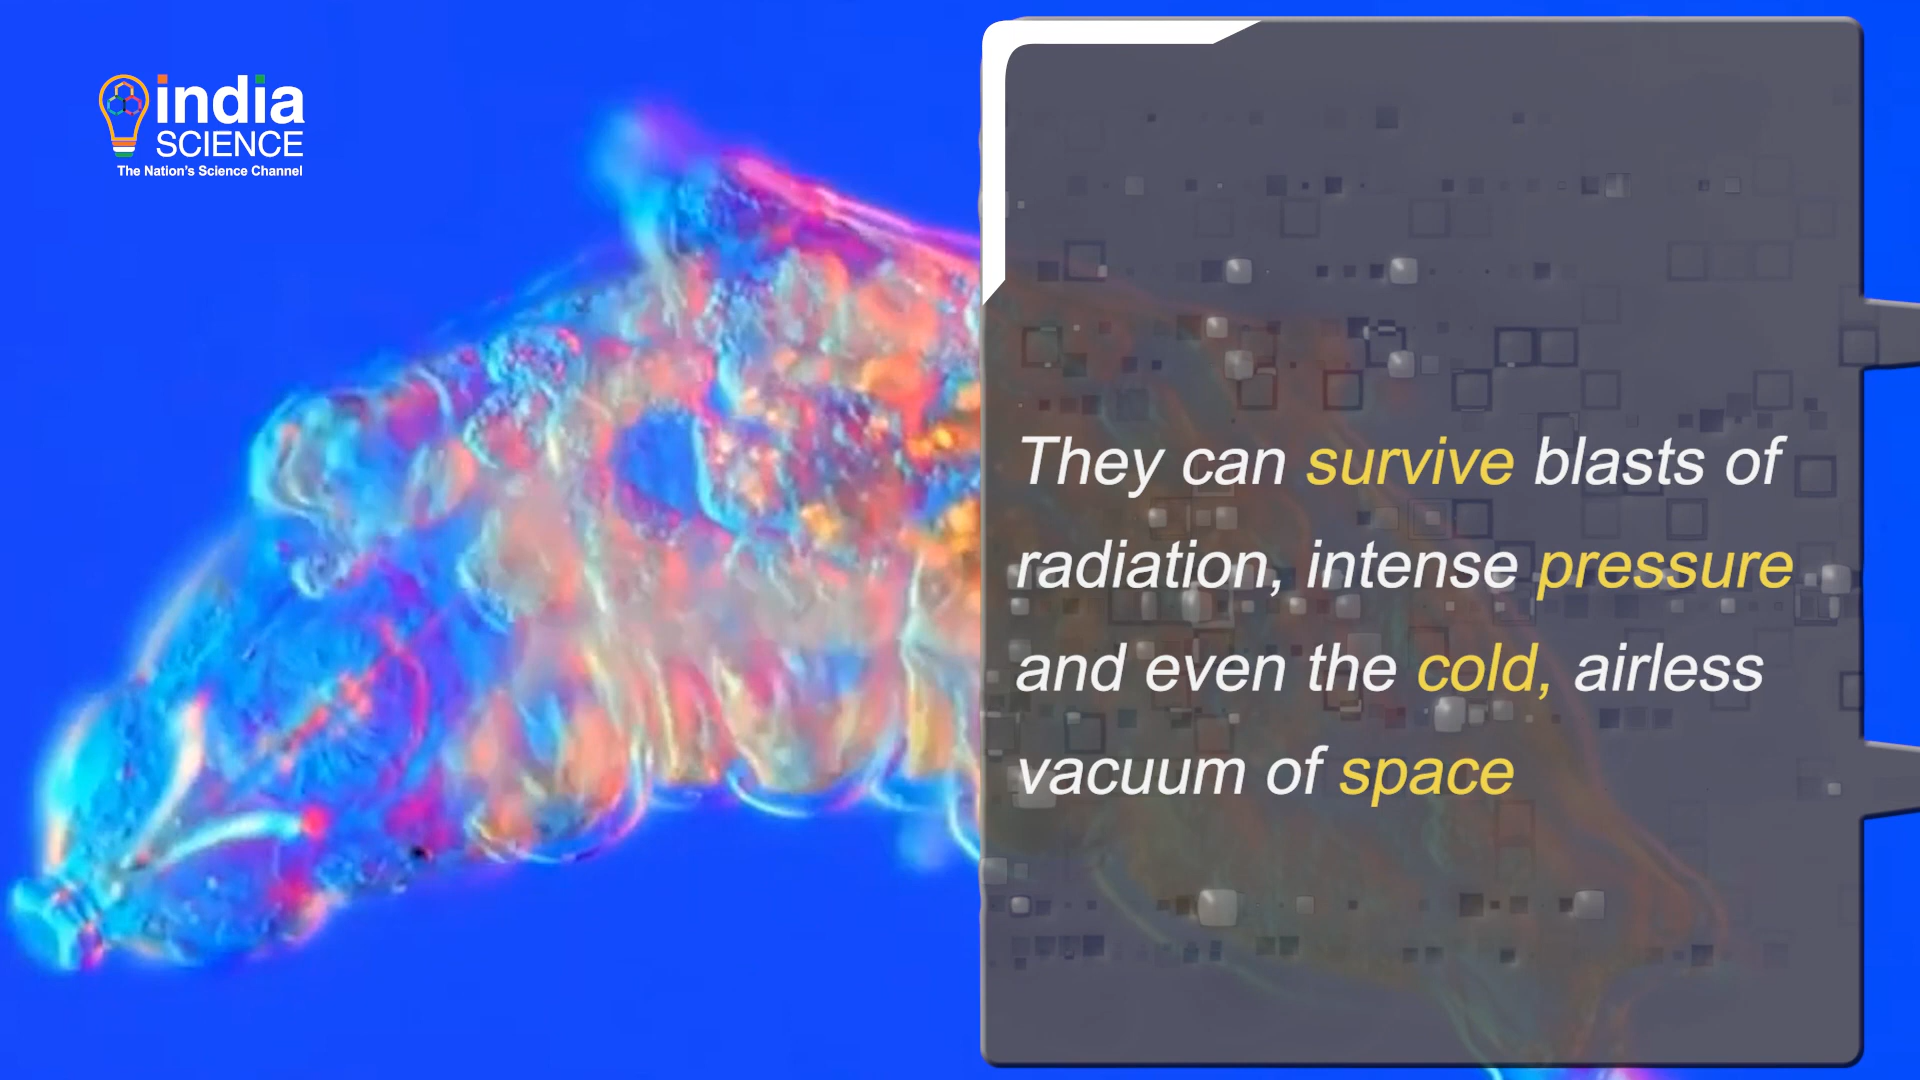 india
SCIENCE
The Nation's Science Channel
They can survive blasts of
radiation, intense pressure
and even the cold, airless
vacuum of space